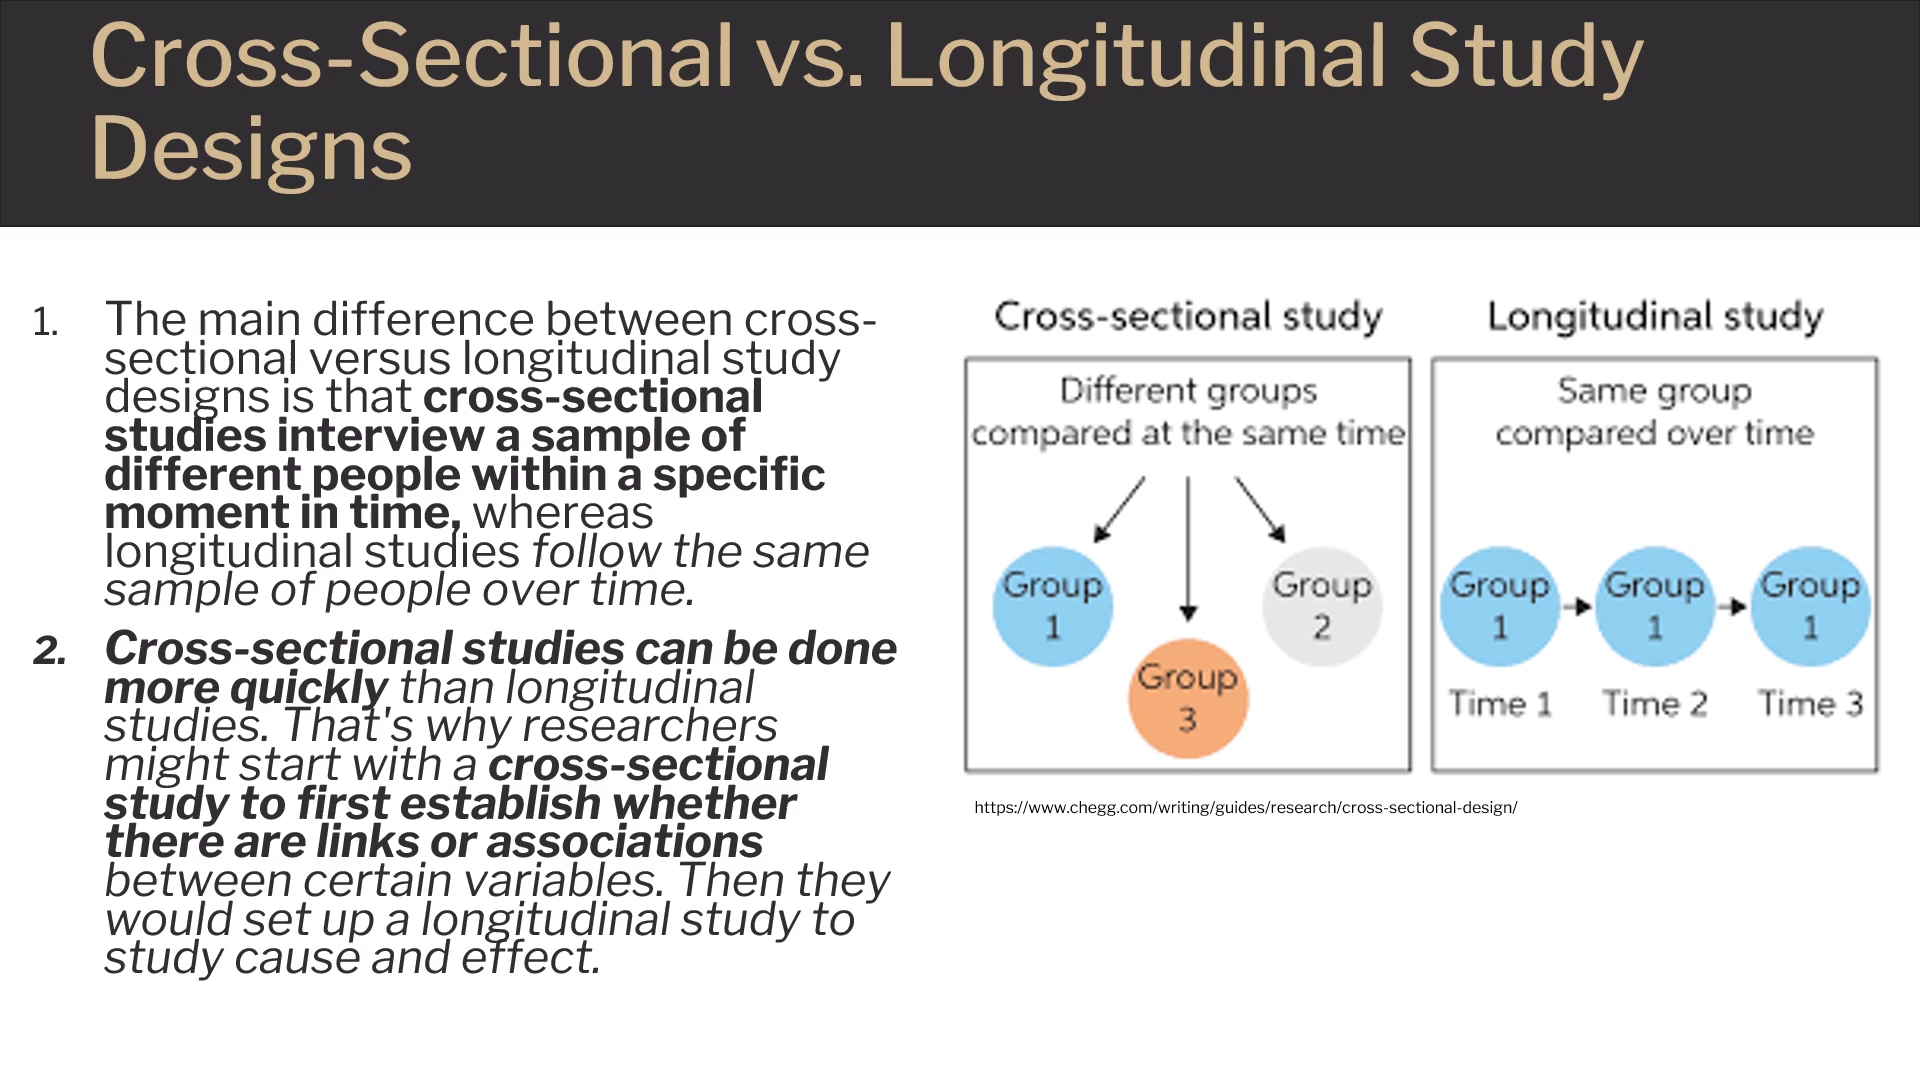 Cross-Sectional vs. Longitudinal Study
Designs
1. The main difference between cross-
sectional versus longitudinal study
designs is that cross-sectional
studies interview a sample of
different people within a specific
moment in time, whereas
longitudinal studies follow the same
sample of people over time.
2. Cross-sectional studies can be done
more quickly than longitudinal
studies. That's why researchers
might start with a cross-sectional
study to first establish whether
there are links or associations
between certain variables. Then they
would set up a longitudinal study to
study cause and effect.
Cross-sectional study
Different groups
compared at the same time
Group
1
Group
3
Group
2
Longitudinal study
Same group
compared over time
Group
1
Group
1
Group
1
Time 1
Time 2
Time 3
https://www.chegg.com/writing/guides/research/cross-sectional-design/